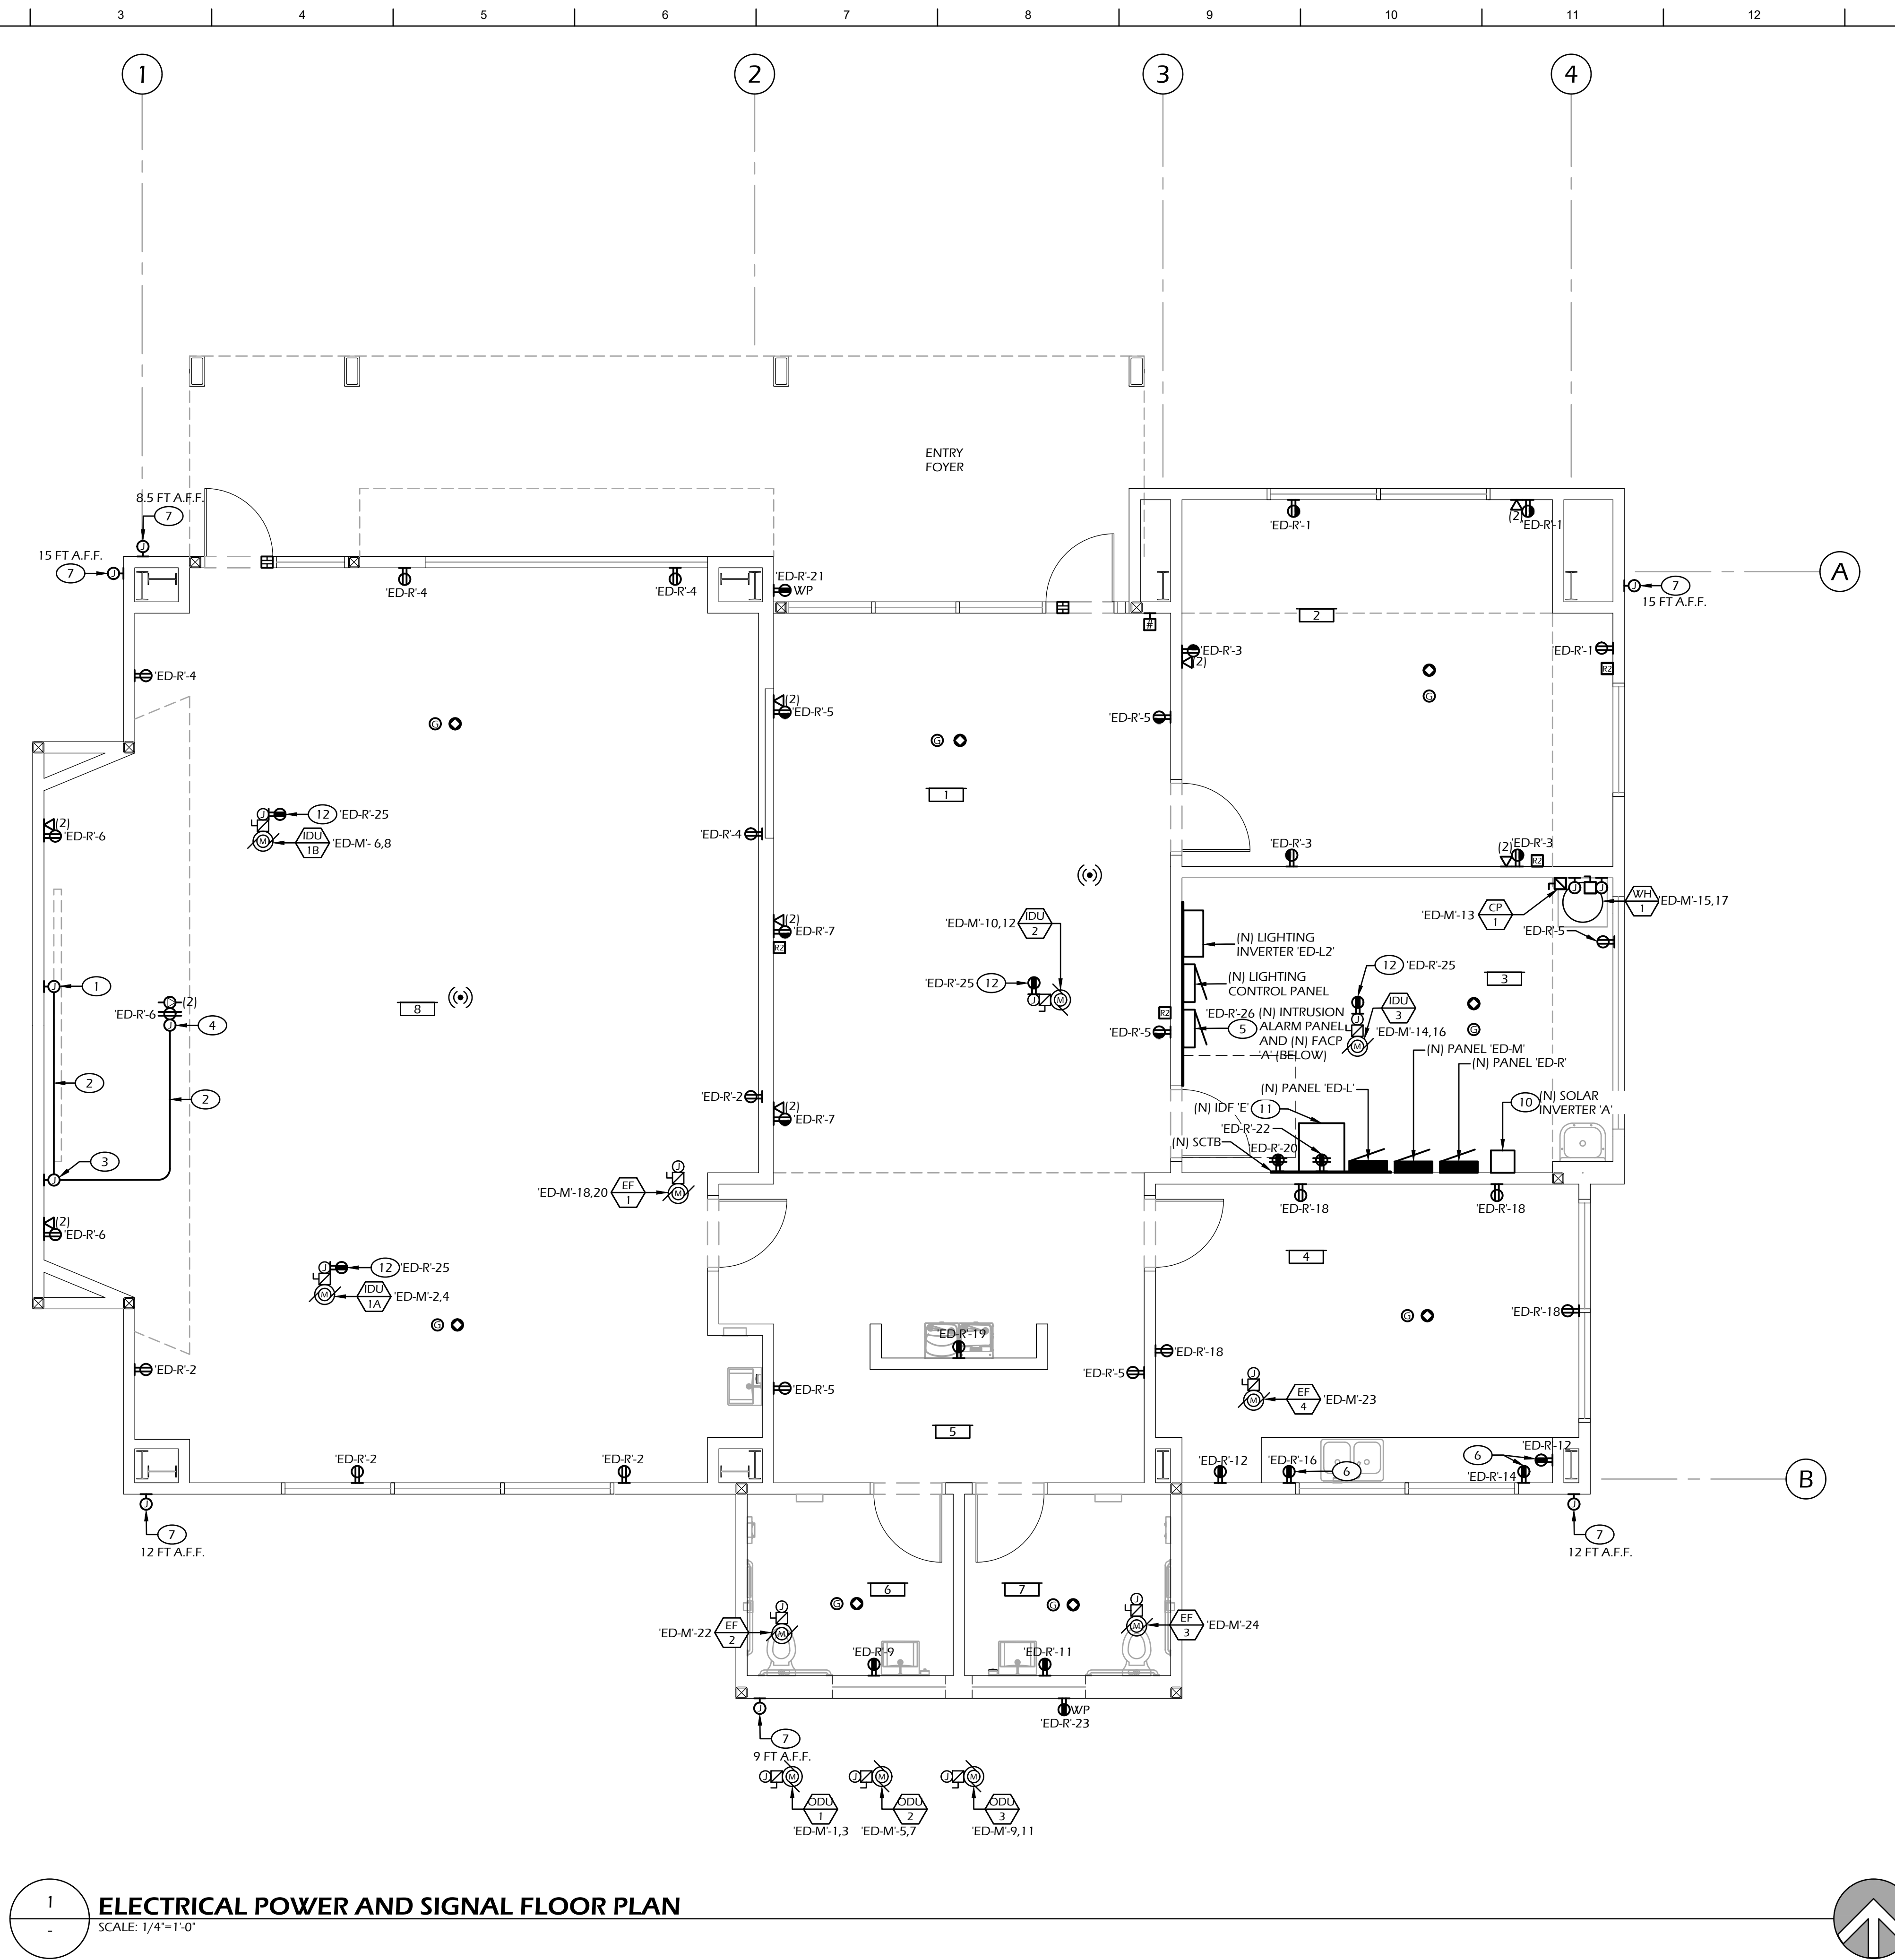 3 4 5 6 7 8 9 10 11 12
1 2 3 4
ENTRY
FOYER
8.5 FT A.F.F.
7
J
15 FT A.F.F.
7
J
'ED-R'-4
'ED-R'-4
'ED-R'-21
WP
'ED-R'-1
(2)
'ED-R'-1
A
J
7
15 FT A.F.F.
#
2
'ED-R'-4
'ED-R'-3
(2)
'ED-R'-1
R2
G
(2)
'ED-R'-5
'ED-R'-5
G
G
1
(2)
'ED-R'-6
J
12
'ED-R'-25
M
IDU
1B
'ED-M'- 6,8
'ED-R'-4
'ED-R'-3
(2)
'ED-R'-3
R2
(2)
'ED-R'-7
R2
'ED-M'-10,12
IDU
2
'ED-M'-13
CP
1
J
J
WH
1
'ED-M'-15,17
'ED-R'-5
(N) LIGHTING
INVERTER 'ED-L2'
(N) LIGHTING
CONTROL PANEL
12
'ED-R'-25
3
J
1
(2)
'ED-R'-6
J
4
8
'ED-R'-25
12
J
M
R2
'ED-R'-5
'ED-R'-26
5
(N) INTRUSION
ALARM PANEL
AND (N) FACP
'A' (BELOW)
IDU
3
J
M
'ED-M'-14,16
G
(N) PANEL 'ED-M'
(N) PANEL 'ED-R'
(N) PANEL 'ED-L'
2
2
'ED-R'-2
(2)
'ED-R'-7
(N) IDF 'E'
11
'ED-R'-22
(N) SCTB
'ED-R'-20
10
(N) SOLAR
INVERTER 'A'
3
J
'ED-M'-18,20
EF
1
J
M
'ED-R'-18
'ED-R'-18
(2)
'ED-R'-6
4
J
12
'ED-R'-25
M
IDU
1A
'ED-M'-2,4
G
'ED-R'-19
G
'ED-R'-18
'ED-R'-18
'ED-R'-2
'ED-R'-5
'ED-R'-5
J
M
EF
4
'ED-M'-23
5
'ED-R'-2
'ED-R'-2
'ED-R'-12
'ED-R'-16
6
6
'ED-R'-12
'ED-R'-14
B
J
7
12 FT A.F.F.
J
7
12 FT A.F.F.
6
7
G
G
'ED-M'-22
EF
2
J
M
J
M
EF
3
'ED-M'-24
'ED-R'-9
'ED-R'-11
J
7
9 FT A.F.F.
WP
'ED-R'-23
J
M
J
M
J
M
ODU
1
ODU
2
ODU
3
'ED-M'-1,3
'ED-M'-5,7
'ED-M'-9,11
1
-
ELECTRICAL POWER AND SIGNAL FLOOR PLAN
SCALE: 1/4"=1'-0"